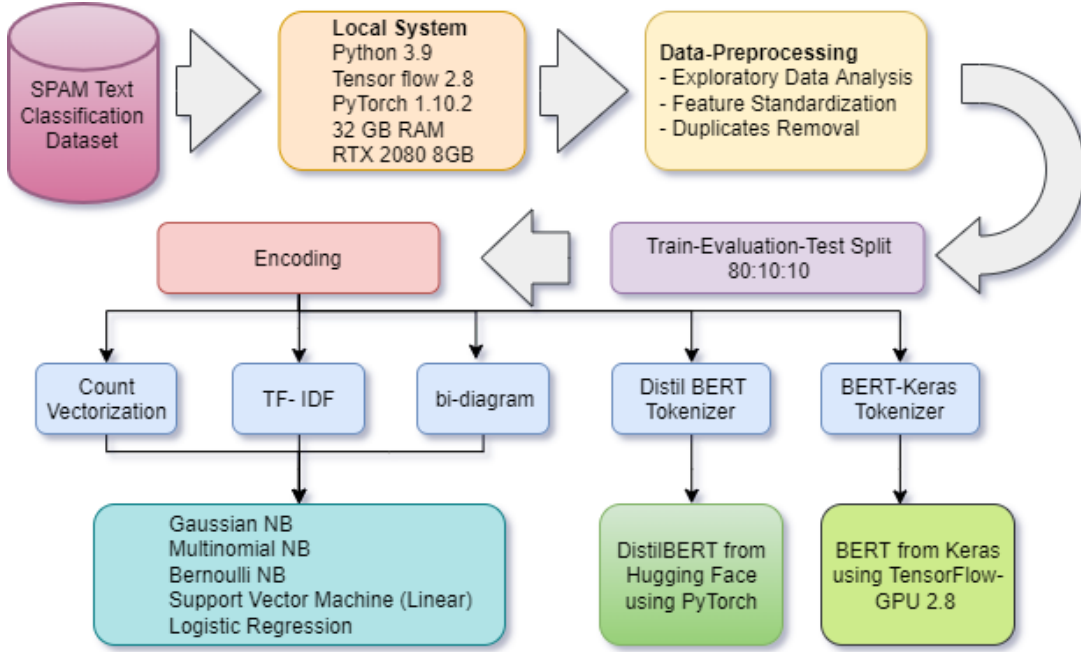 SPAM Text
Classification
Dataset
Local System
Python 3.9
Tensor flow 2.8
PyTorch 1.10.2
32 GB RAM
RTX 2080 8GB
Data-Preprocessing
- Exploratory Data Analysis
- Feature Standardization
- Duplicates Removal
Train-Evaluation-Test Split
80:10:10
Encoding
Count
Vectorization
TF- IDF
bi-diagram
Distil BERT
Tokenizer
BERT-Keras
Tokenizer
Gaussian NB
Multinomial NB
Bernoulli NB
Support Vector Machine (Linear)
Logistic Regression
DistilBERT from
Hugging Face
using PyTorch
BERT from Keras
using TensorFlow-
GPU 2.8